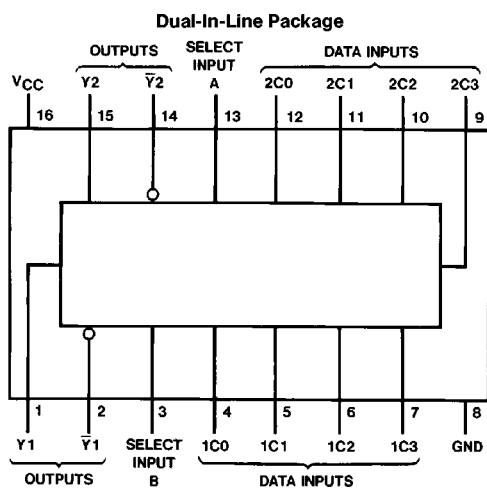 Dual-In-Line Package
OUTPUTS SELECT INPUT A DATA INPUTS
VCC Y2 Y̅2 2C0 2C1 2C2 2C3
16 15 14 13 12 11 10 9
1 2 3 4 5 6 7 8
Y1 Y̅1 SELECT INPUT B 1C0 1C1 1C2 1C3 GND
OUTPUTS DATA INPUTS